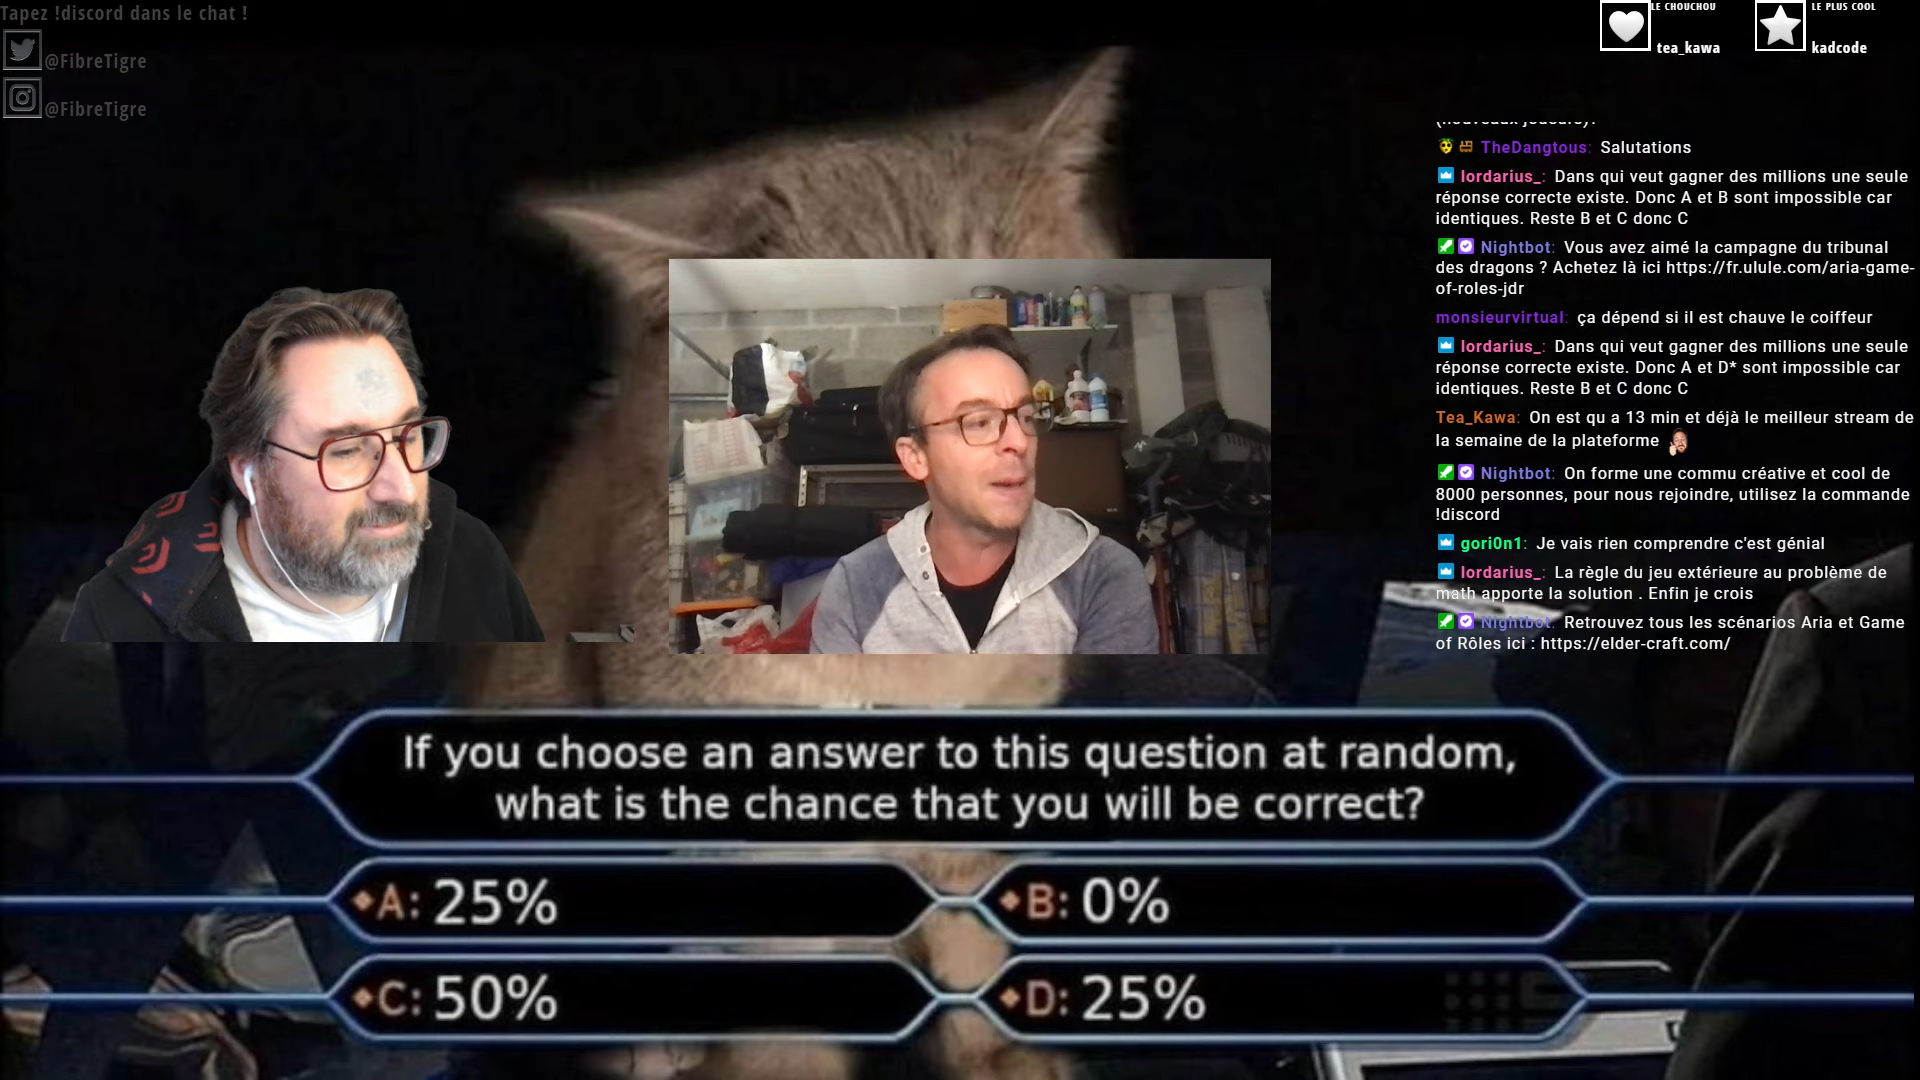 Tapez !discord dans le chat !
@FibreTigre
@FibreTigre
LE CHOUCHOU
tea_kawa
LE PLUS COOL
kadcode
TheDangtous: Salutations
lordarius_: Dans qui veut gagner des millions une seule
réponse correcte existe. Donc A et B sont impossible car
identiques. Reste B et C donc C
Nightbot: Vous avez aimé la campagne du tribunal
des dragons ? Achetez là ici https://fr.ulule.com/aria-game-
of-roles-jdr
monsieurvirtual: ça dépend si il est chauve le coiffeur
lordarius_: Dans qui veut gagner des millions une seule
réponse correcte existe. Donc A et D* sont impossible car
identiques. Reste B et C donc C
Tea_Kawa: On est qu a 13 min et déjà le meilleur stream de
la semaine de la plateforme
Nightbot: On forme une commu créative et cool de
8000 personnes, pour nous rejoindre, utilisez la commande
!discord
gori0n1: Je vais rien comprendre c'est génial
lordarius_: La règle du jeu extérieure au problème de
math apporte la solution . Enfin je crois
Nightbot: Retrouvez tous les scénarios Aria et Game
of Rôles ici : https://elder-craft.com/
If you choose an answer to this question at random,
what is the chance that you will be correct?
A: 25%
B: 0%
C: 50%
D: 25%